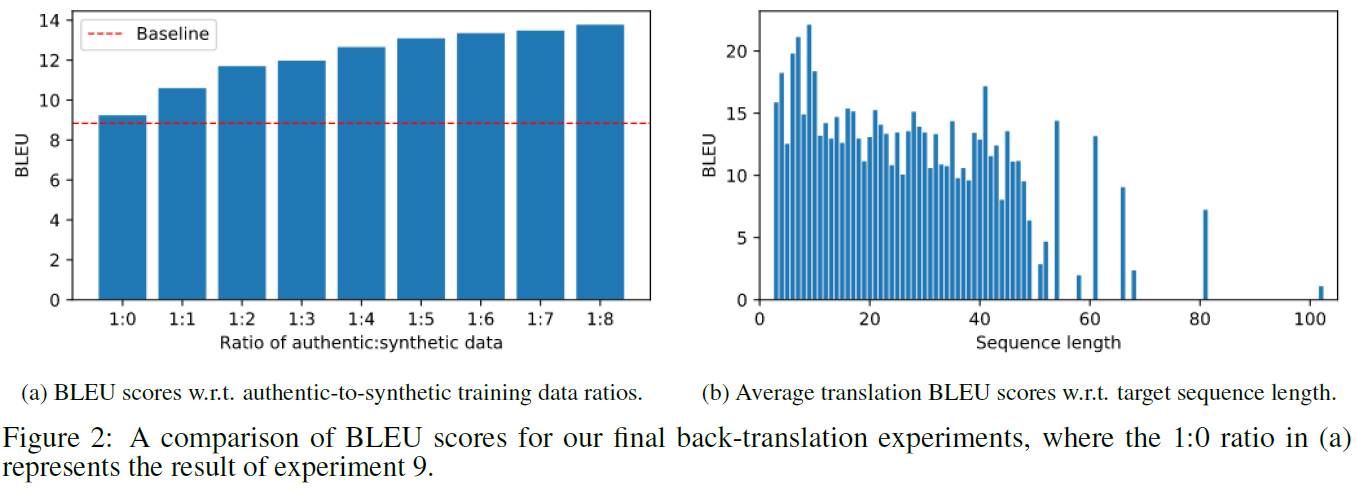 14
12
10
8
6
4
2
0
BLEU
Baseline
1:0 1:1 1:2 1:3 1:4 1:5 1:6 1:7 1:8
Ratio of authentic:synthetic data
20
15
10
5
0
BLEU
0 20 40 60 80 100
Sequence length
(a) BLEU scores w.r.t. authentic-to-synthetic training data ratios.
(b) Average translation BLEU scores w.r.t. target sequence length.
Figure 2: A comparison of BLEU scores for our final back-translation experiments, where the 1:0 ratio in (a)
represents the result of experiment 9.